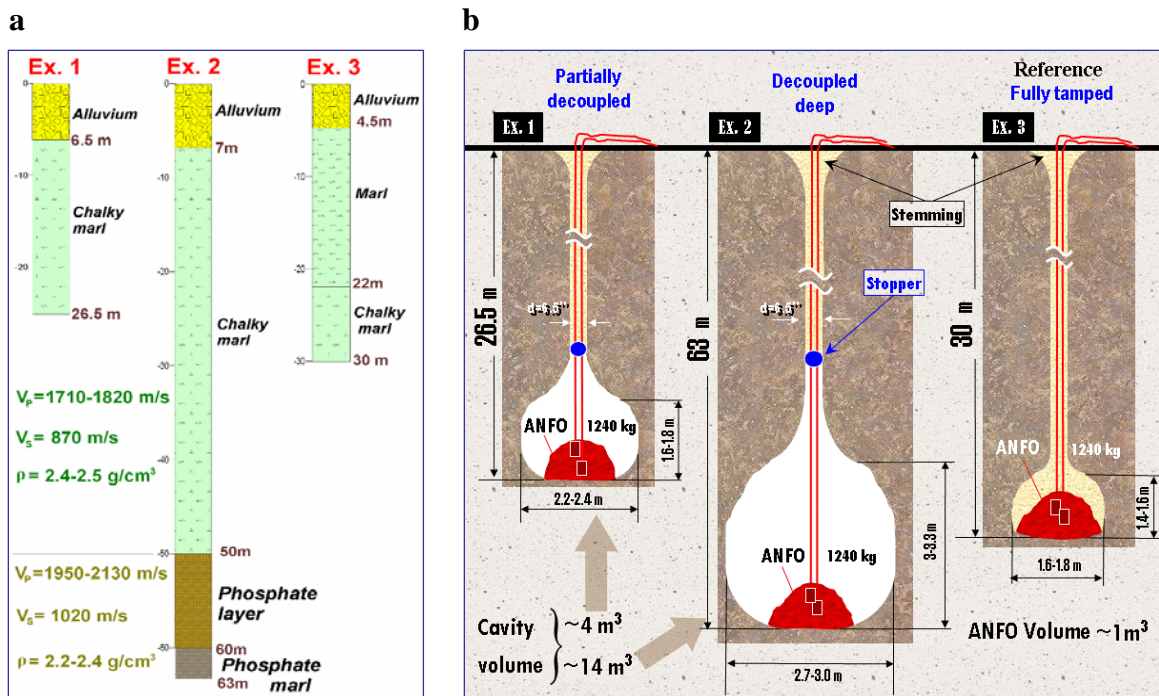 a
Ex. 1
Ex. 2
Ex. 3
0
-10
-20
Alluvium
6.5 m
Chalky
marl
26.5 m
0
-10
-20
-30
-40
-50
-60
Alluvium
7m
Chalky
marl
50m
Phosphate
layer
60m
Phosphate
marl
63m
0
-10
-20
-30
Alluvium
4.5m
Marl
22m
Chalky
marl
30 m
VP=1710-1820 m/s
VS= 870 m/s
ρ = 2.4-2.5 g/cm³
VP=1950-2130 m/s
VS= 1020 m/s
ρ = 2.2-2.4 g/cm³
b
Partially
decoupled
Decoupled
deep
Reference
Fully tamped
Ex. 1
Ex. 2
Ex. 3
Stemming
Stopper
26.5 m
d=6.5"
ANFO
1240 kg
1.6-1.8 m
2.2-2.4 m
63 m
d=6.5"
ANFO
1240 kg
3-3.3 m
2.7-3.0 m
30 m
ANFO
1240 kg
1.4-1.6 m
1.6-1.8 m
Cavity
volume
~4 m³
~14 m³
ANFO Volume ~1m³